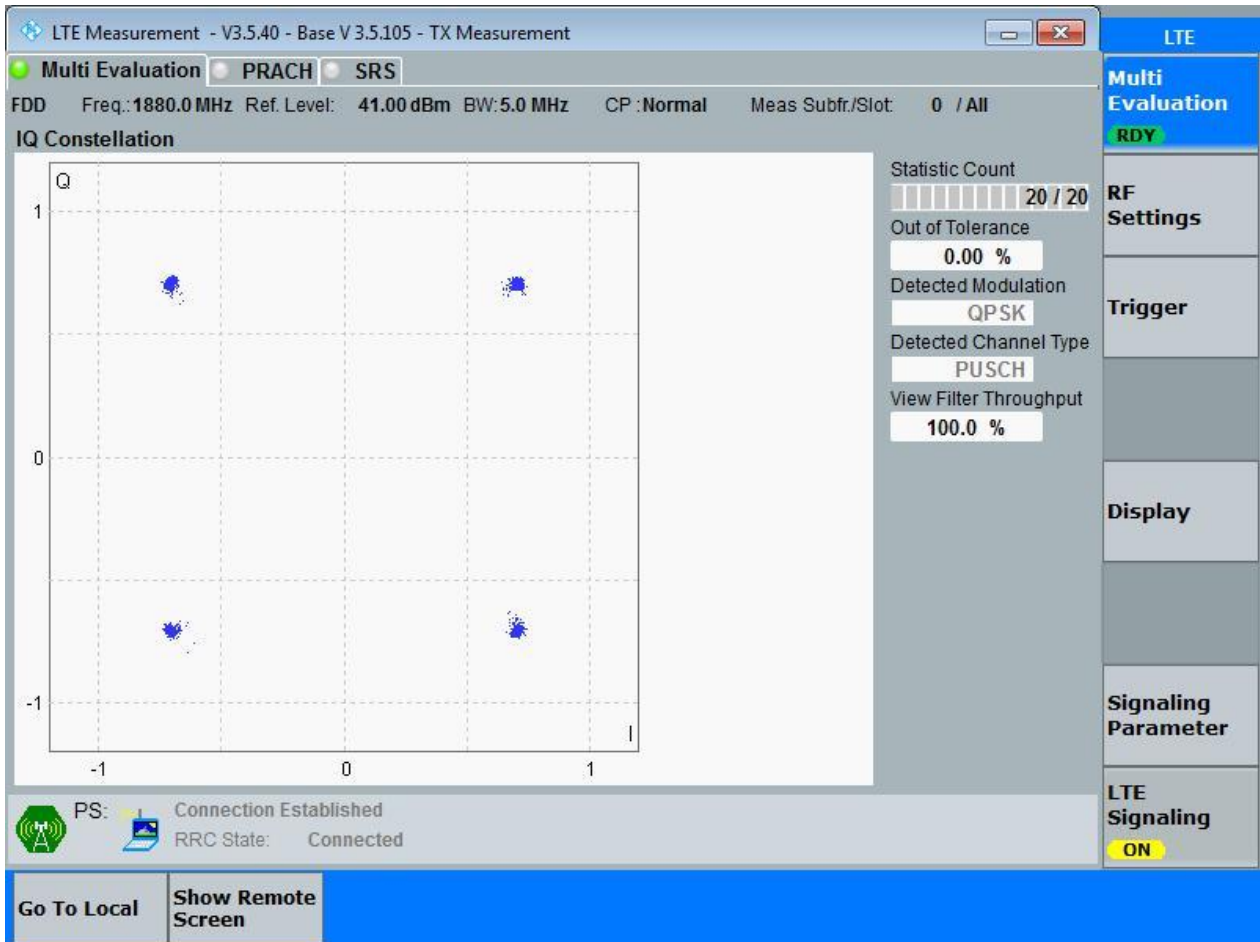 LTE Measurement - V3.5.40 - Base V 3.5.105 - TX Measurement
LTE
Multi Evaluation PRACH SRS
FDD Freq.: 1880.0 MHz Ref. Level: 41.00 dBm BW: 5.0 MHz CP : Normal Meas Subfr./Slot: 0 / All
IQ Constellation
Q
1
0
-1
-1 0 1
I
Statistic Count
20 / 20
Out of Tolerance
0.00 %
Detected Modulation
QPSK
Detected Channel Type
PUSCH
View Filter Throughput
100.0 %
Multi
Evaluation
RDY
RF
Settings
Trigger
Display
Signaling
Parameter
LTE
Signaling
ON
PS: Connection Established
RRC State: Connected
Go To Local
Show Remote
Screen